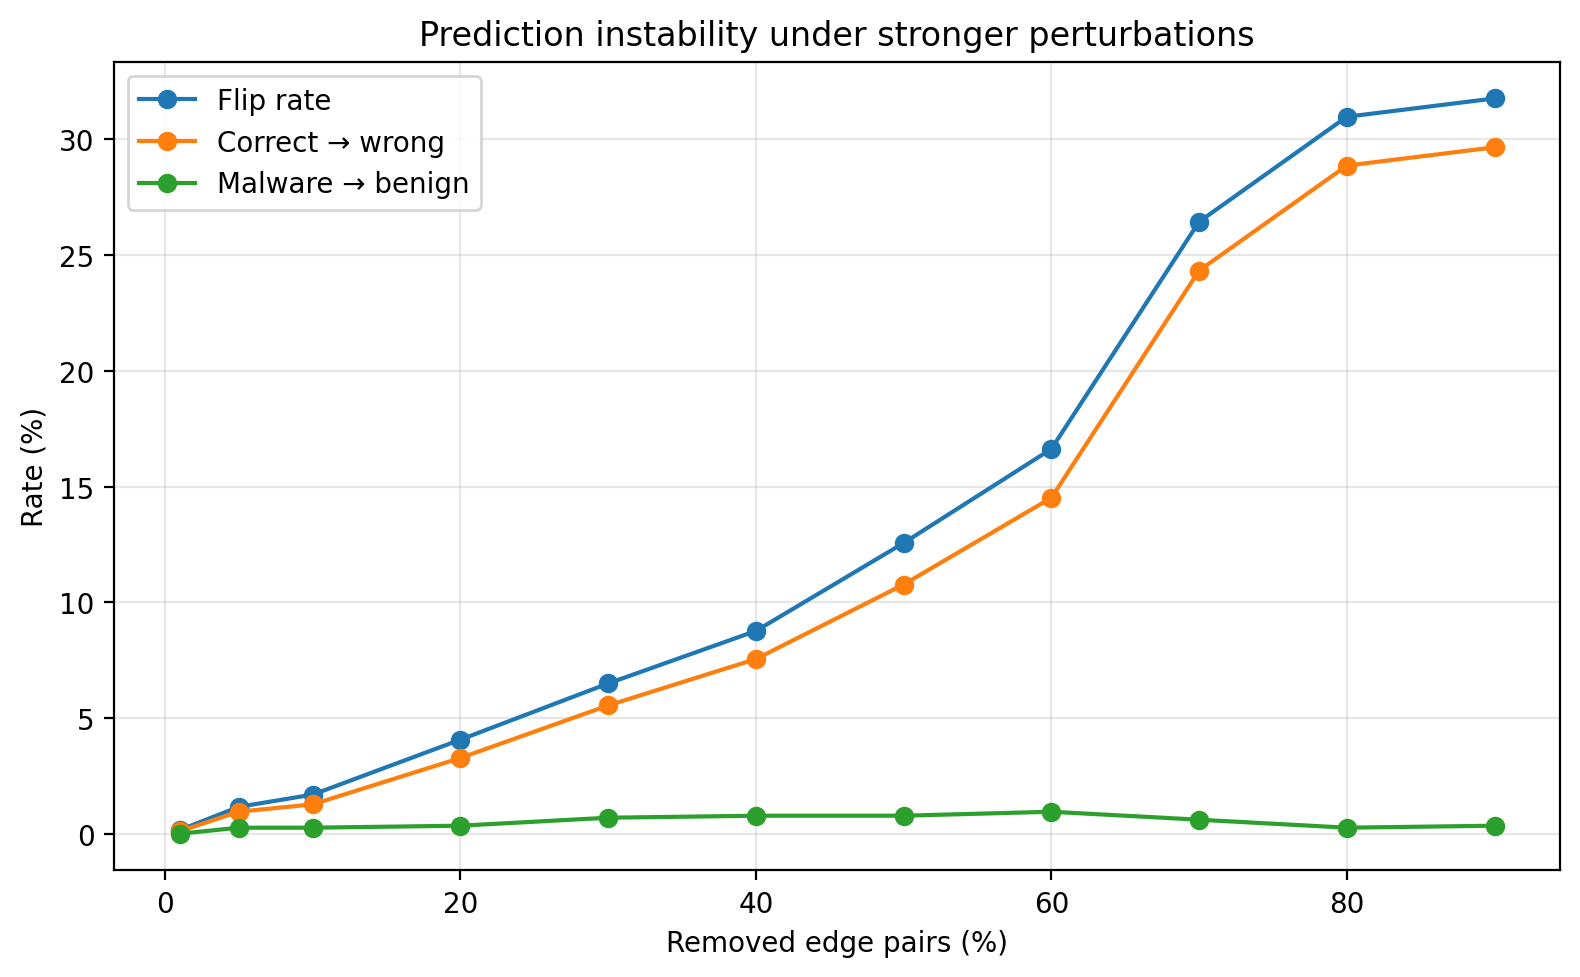 Prediction instability under stronger perturbations
Flip rate
Correct → wrong
Malware → benign
Rate (%)
30
25
20
15
10
5
0
0 20 40 60 80
Removed edge pairs (%)